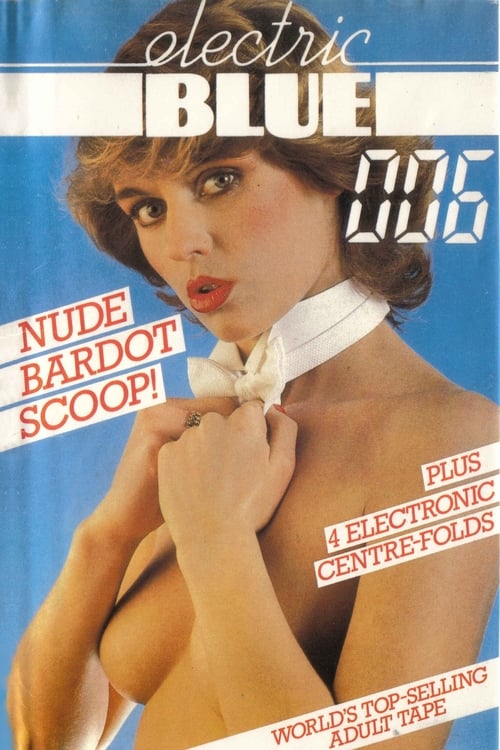 electric
BLUE
006
NUDE
BARDOT
SCOOP!
PLUS
4 ELECTRONIC
CENTRE-FOLDS
WORLD'S TOP-SELLING
ADULT TAPE